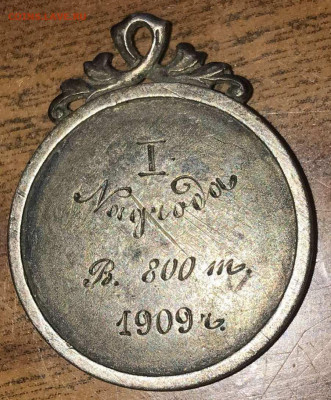 I.
Nagroda
B. 800 m.
1909 r.